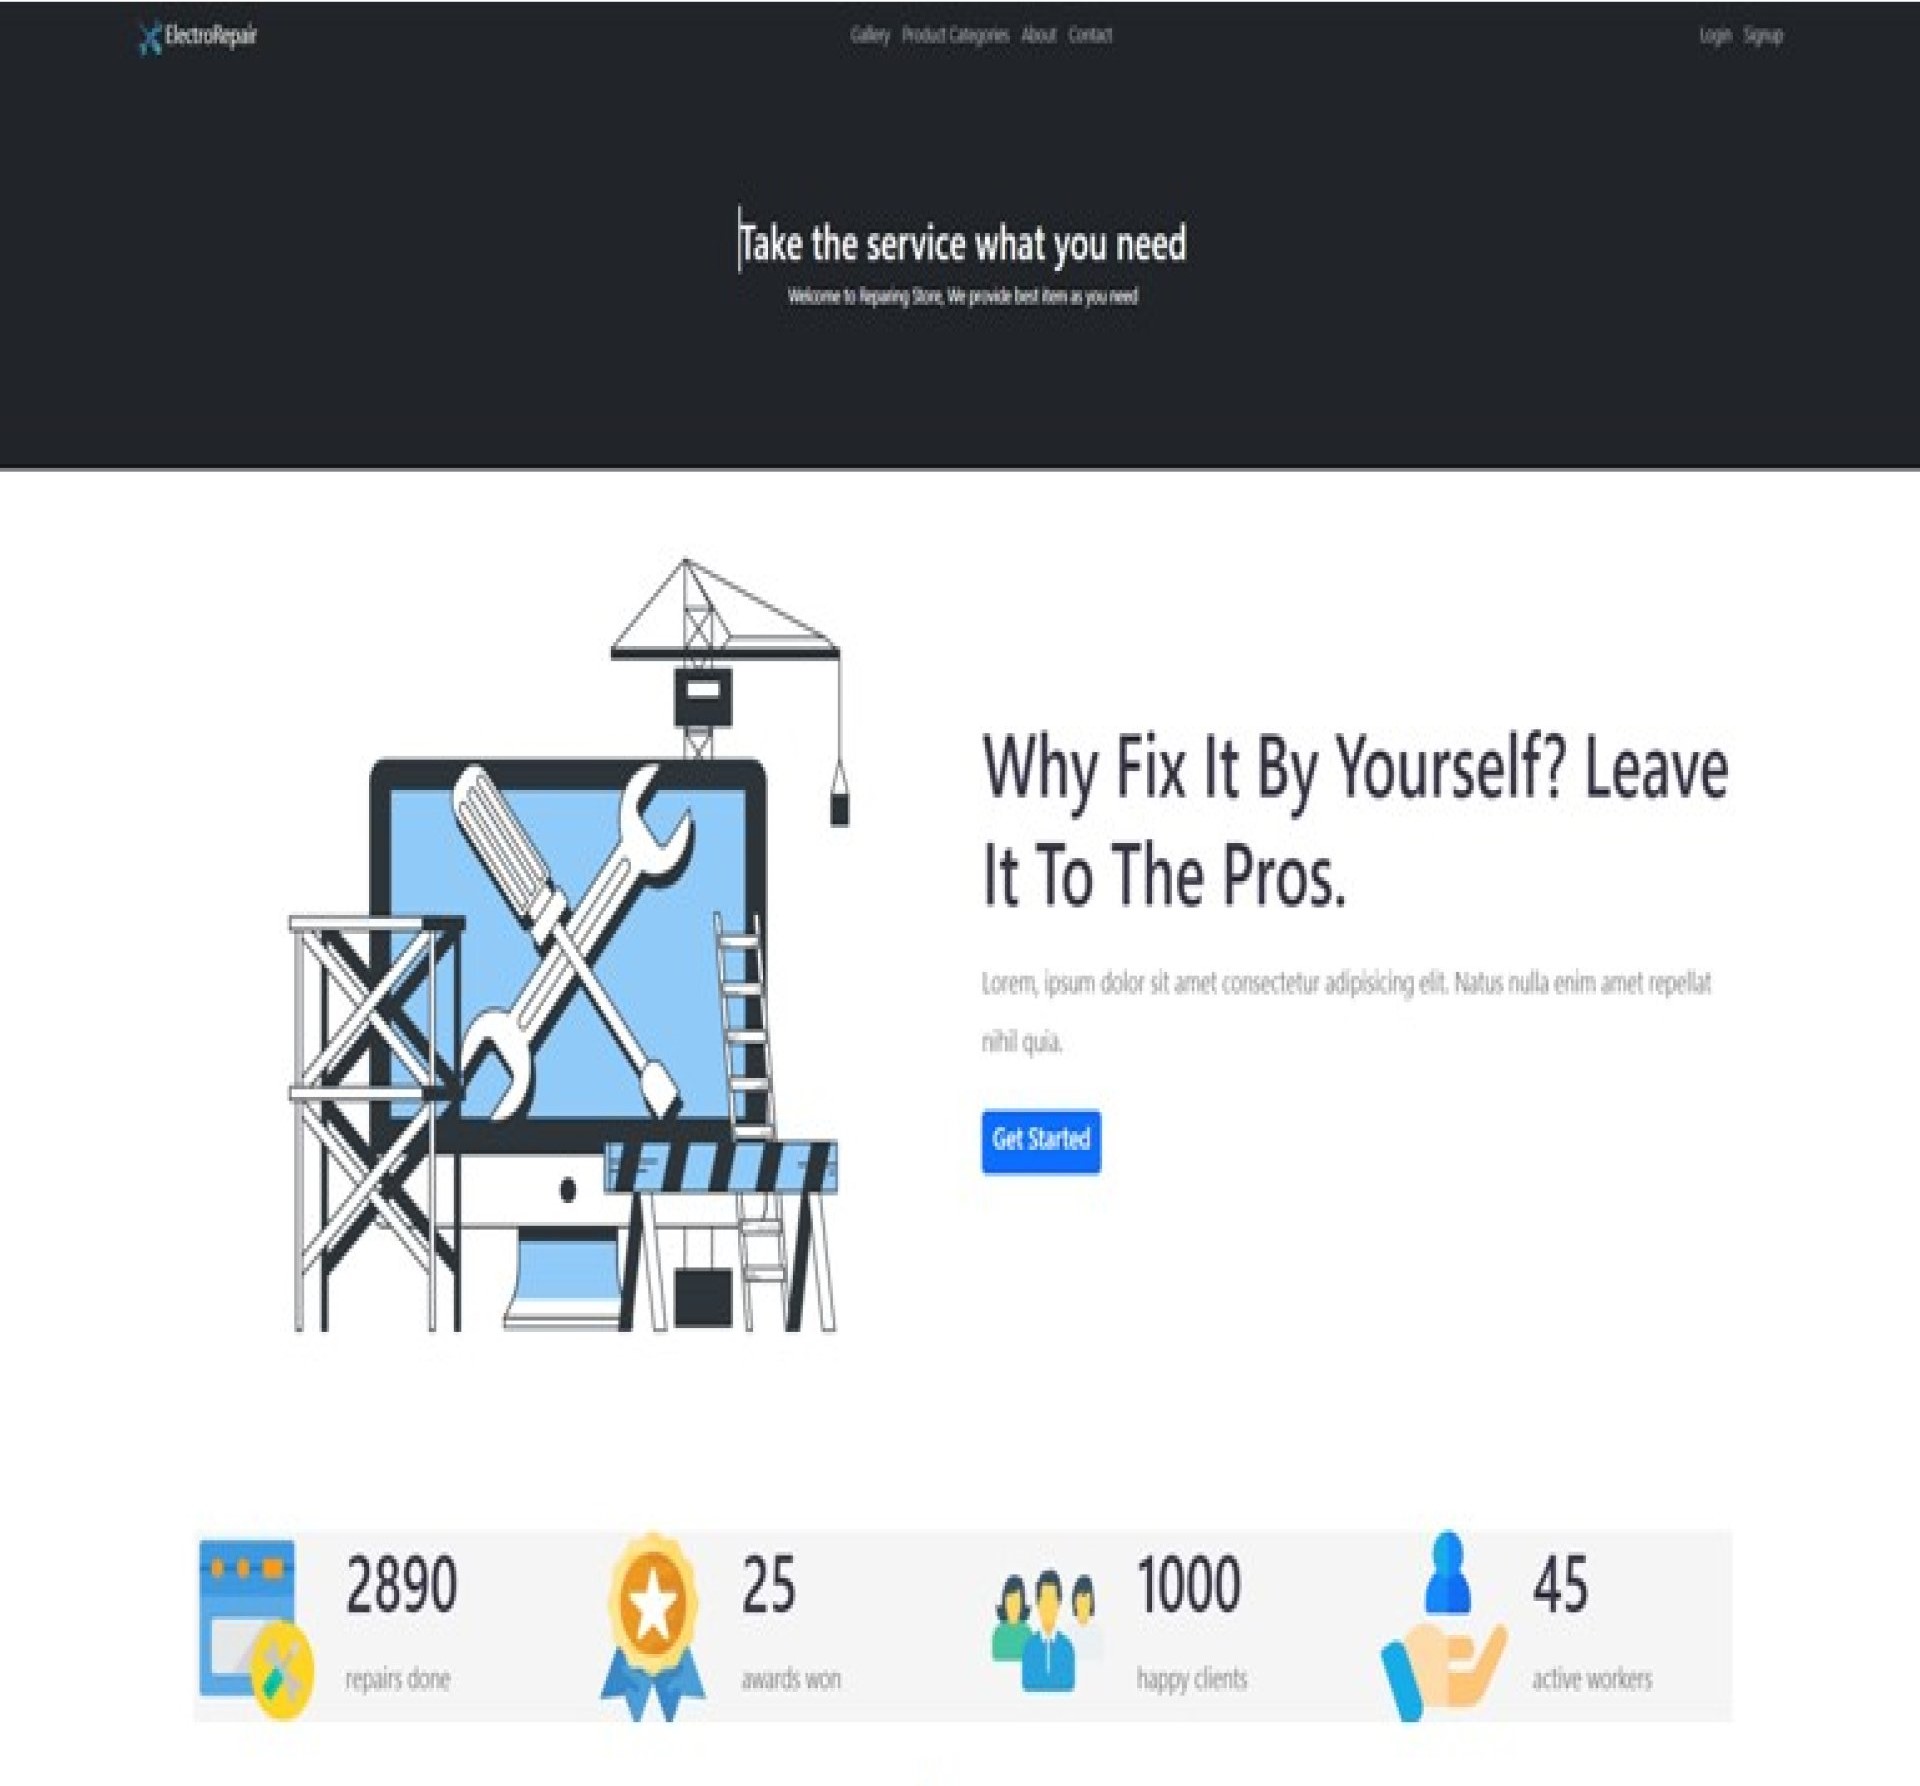 ElectroRepair
Gallery Product Categories About Contact
Login Signup
Take the service what you need
Welcome to Reparing Store, We provide best item as you need
Why Fix It By Yourself? Leave
It To The Pros.
Lorem, ipsum dolor sit amet consectetur adipisicing elit. Natus nulla enim amet repellat
nihil quia.
Get Started
2890
repairs done
25
awards won
1000
happy clients
45
active workers